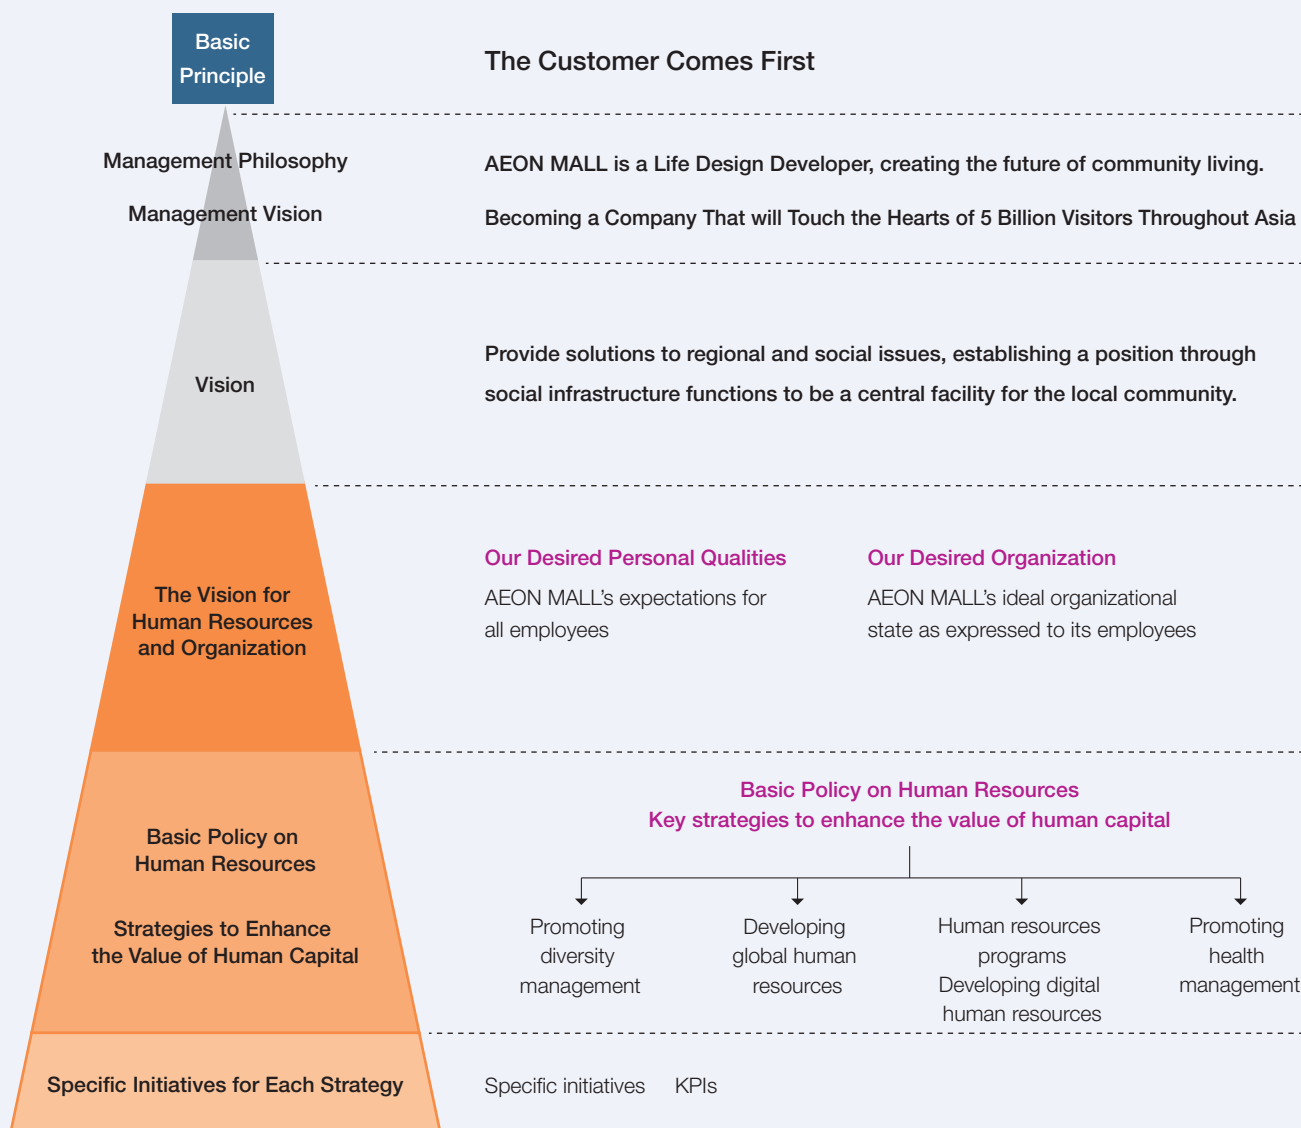 Basic
Principle
The Customer Comes First
Management Philosophy
AEON MALL is a Life Design Developer, creating the future of community living.
Management Vision
Becoming a Company That will Touch the Hearts of 5 Billion Visitors Throughout Asia
Vision
Provide solutions to regional and social issues, establishing a position through
social infrastructure functions to be a central facility for the local community.
The Vision for
Human Resources
and Organization
Our Desired Personal Qualities
AEON MALL’s expectations for
all employees
Our Desired Organization
AEON MALL’s ideal organizational
state as expressed to its employees
Basic Policy on
Human Resources
Strategies to Enhance
the Value of Human Capital
Basic Policy on Human Resources
Key strategies to enhance the value of human capital
Promoting
diversity
management
Developing
global human
resources
Human resources
programs
Developing digital
human resources
Promoting
health
management
Specific Initiatives for Each Strategy
Specific initiatives KPIs